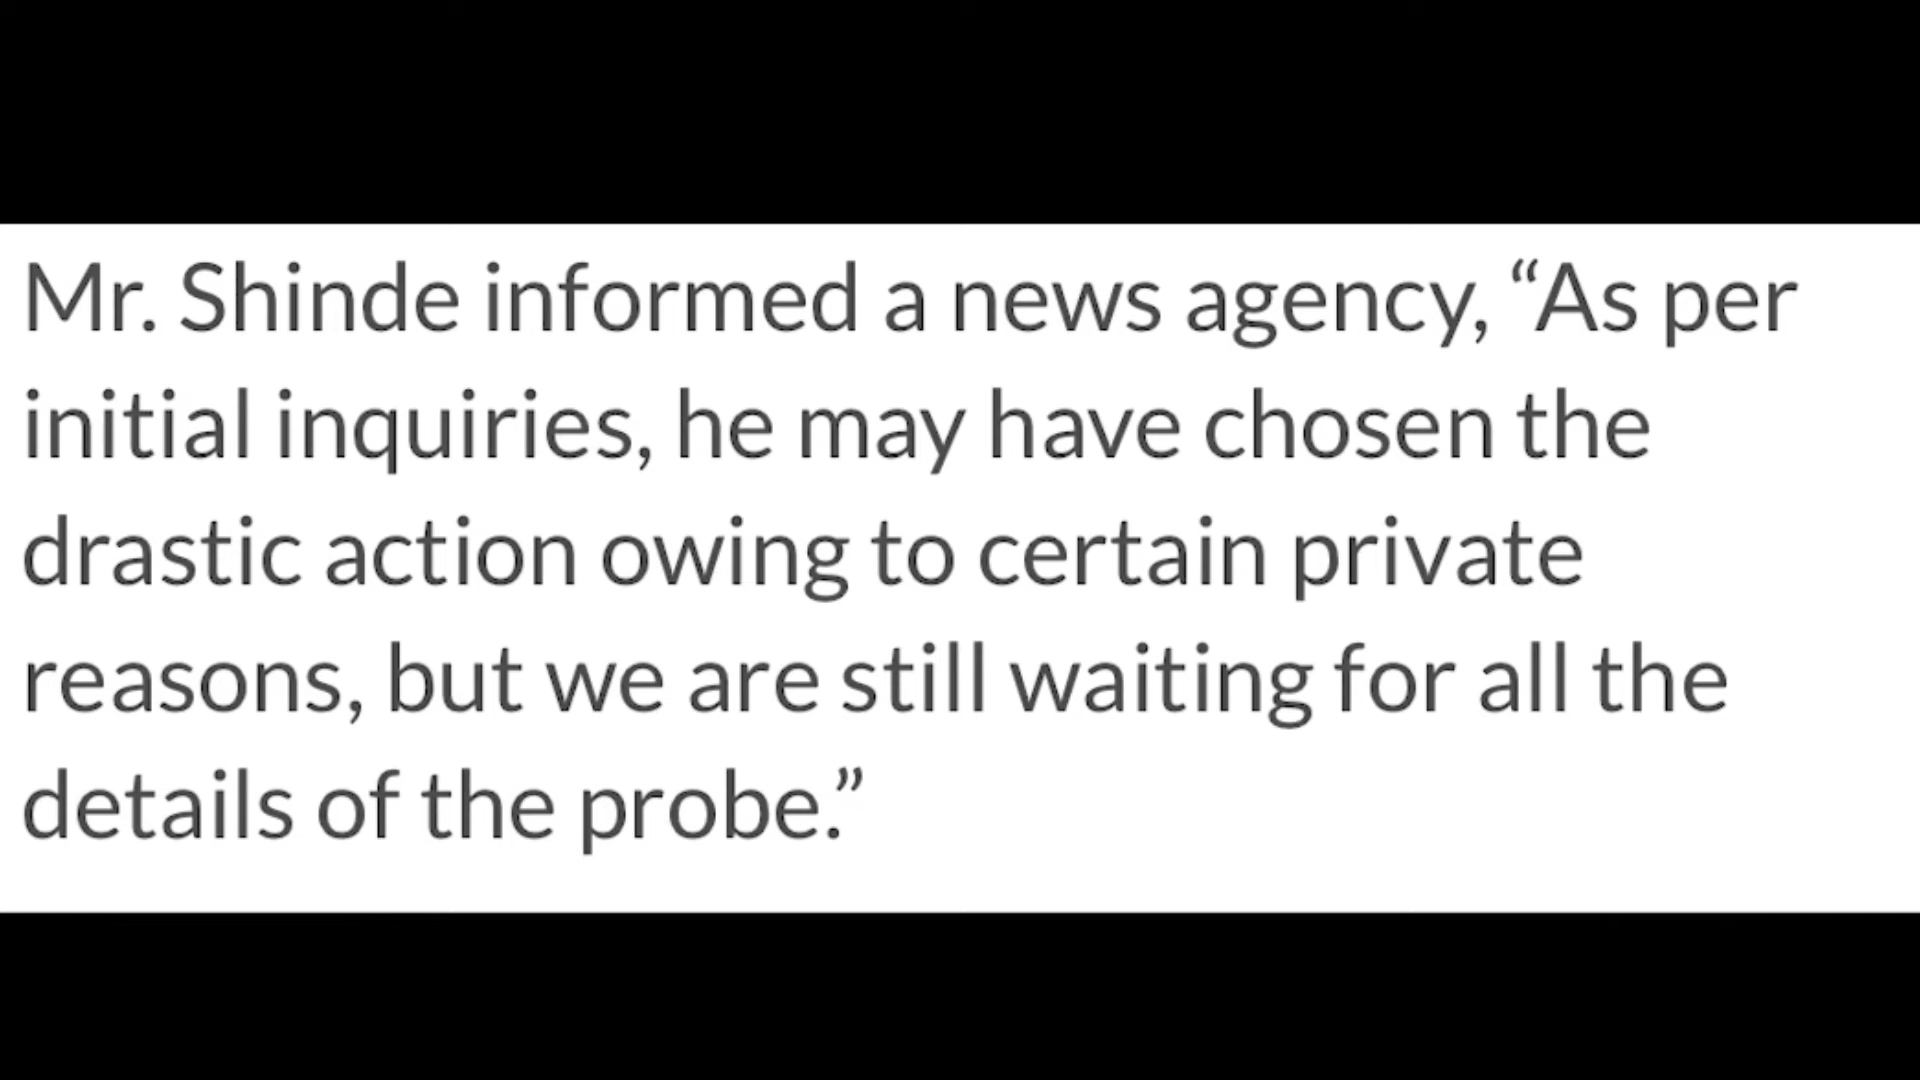 Mr. Shinde informed a news agency, “As per
initial inquiries, he may have chosen the
drastic action owing to certain private
reasons, but we are still waiting for all the
details of the probe.”